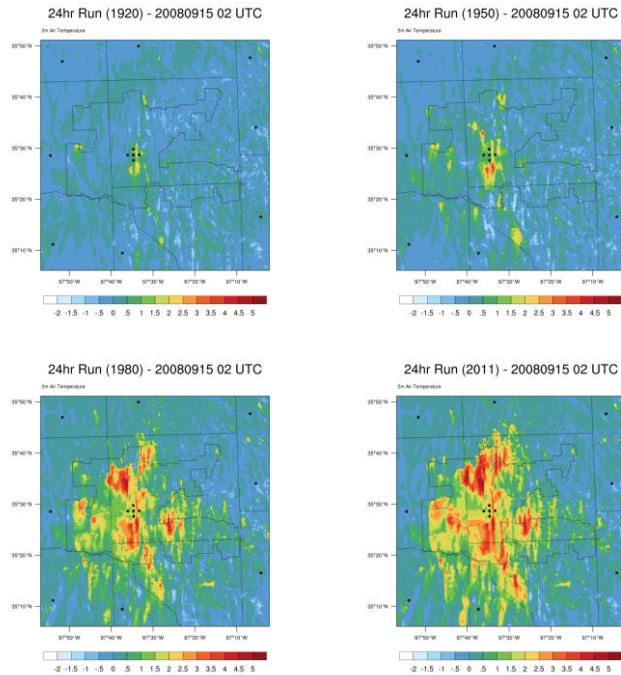 24hr Run (1920) - 20080915 02 UTC
2m Air Temperature
35°50' N
35°40' N
35°30' N
35°20' N
35°10' N
97°50' W 97°40' W 97°30' W 97°20' W 97°10' W
-2 -1.5 -1 -.5 0 .5 1 1.5 2 2.5 3 3.5 4 4.5 5
24hr Run (1950) - 20080915 02 UTC
2m Air Temperature
35°50' N
35°40' N
35°30' N
35°20' N
35°10' N
97°50' W 97°40' W 97°30' W 97°20' W 97°10' W
-2 -1.5 -1 -.5 0 .5 1 1.5 2 2.5 3 3.5 4 4.5 5
24hr Run (1980) - 20080915 02 UTC
2m Air Temperature
35°50' N
35°40' N
35°30' N
35°20' N
35°10' N
97°50' W 97°40' W 97°30' W 97°20' W 97°10' W
-2 -1.5 -1 -.5 0 .5 1 1.5 2 2.5 3 3.5 4 4.5 5
24hr Run (2011) - 20080915 02 UTC
2m Air Temperature
35°50' N
35°40' N
35°30' N
35°20' N
35°10' N
97°50' W 97°40' W 97°30' W 97°20' W 97°10' W
-2 -1.5 -1 -.5 0 .5 1 1.5 2 2.5 3 3.5 4 4.5 5